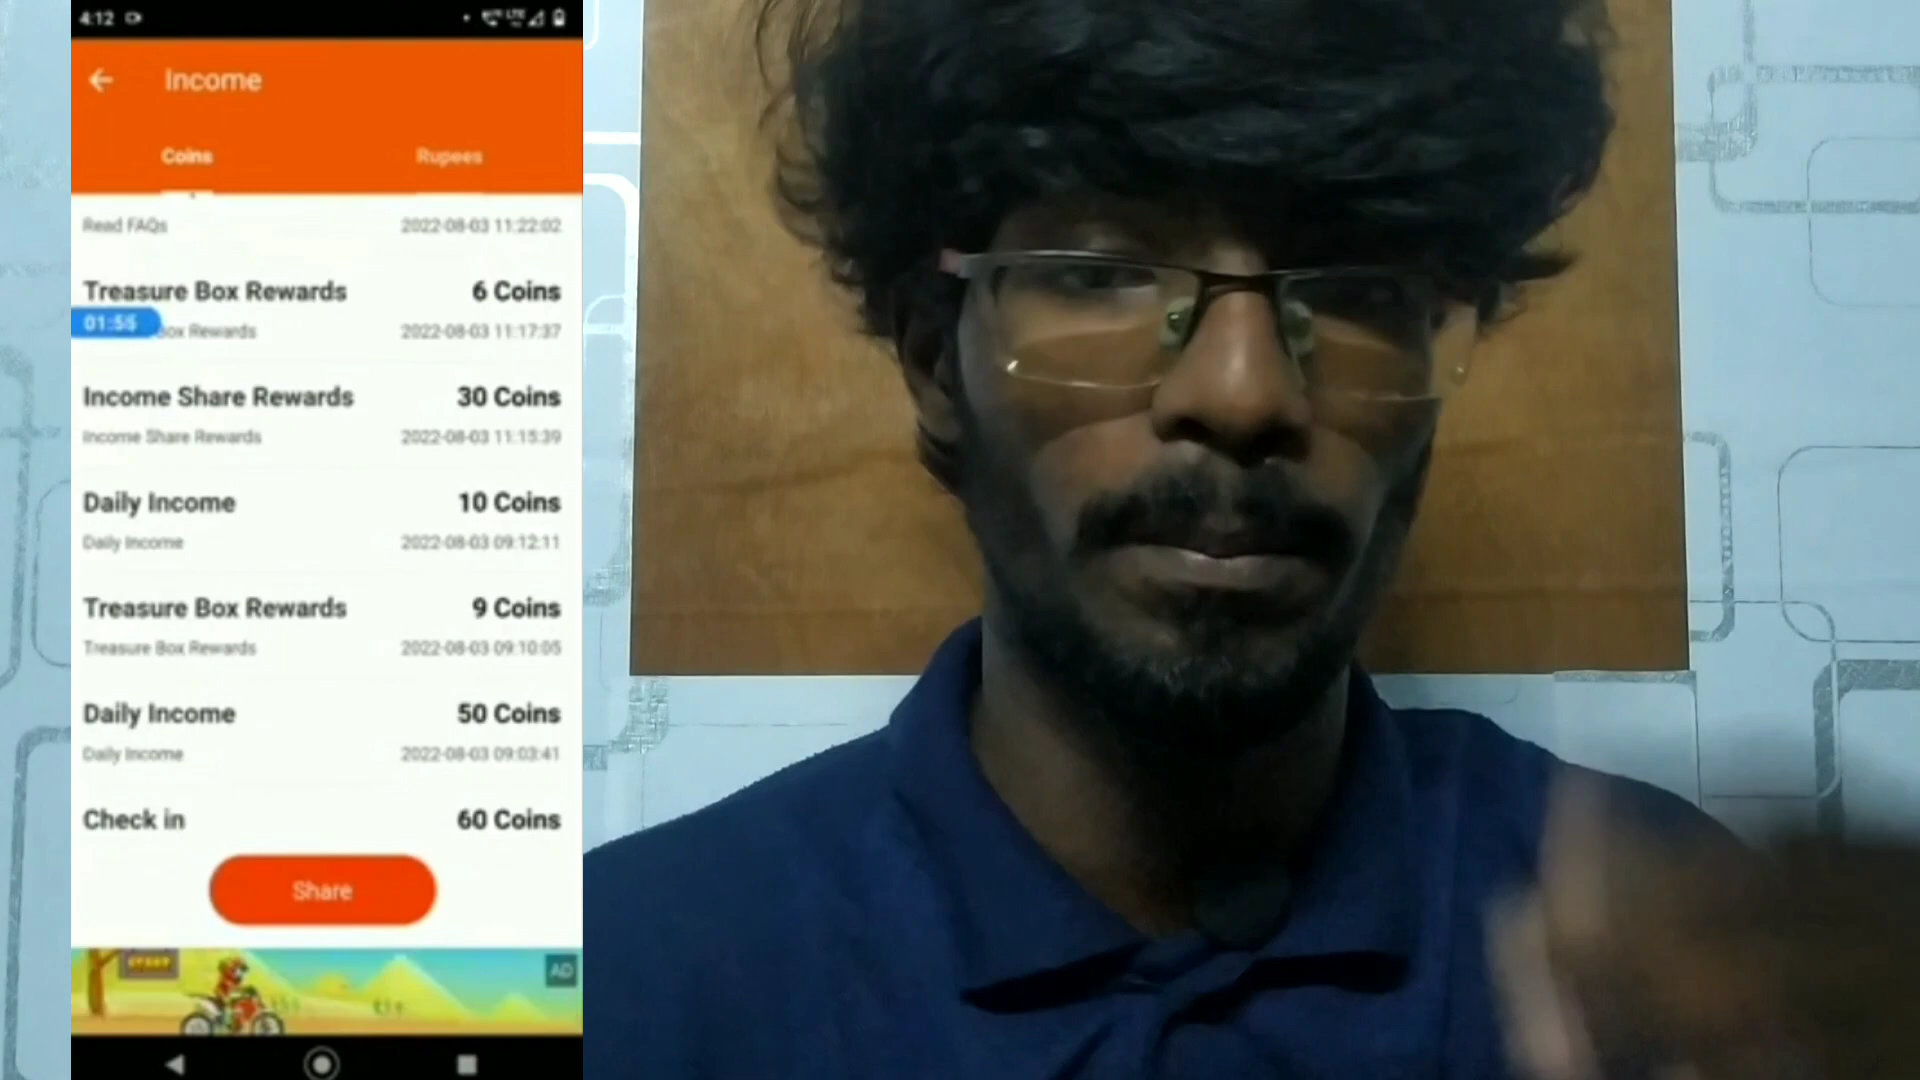 4:12
LTE
Income
Coins Rupees
Read FAQs 2022-08-03 11:22:02
Treasure Box Rewards 6 Coins
01:55 ox Rewards 2022-08-03 11:17:37
Income Share Rewards 30 Coins
Income Share Rewards 2022-08-03 11:15:39
Daily Income 10 Coins
Daily Income 2022-08-03 09:12:11
Treasure Box Rewards 9 Coins
Treasure Box Rewards 2022-08-03 09:10:05
Daily Income 50 Coins
Daily Income 2022-08-03 09:03:41
Check in 60 Coins
Share
AD